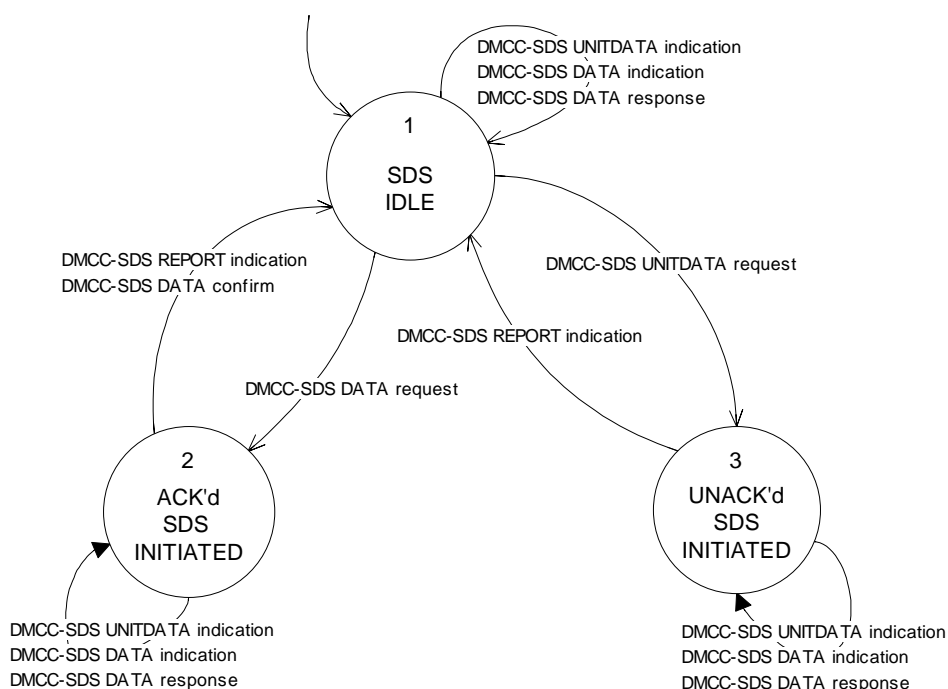 DMCC-SDS UNITDATA indication
DMCC-SDS DATA indication
DMCC-SDS DATA response
1
SDS
IDLE
DMCC-SDS REPORT indication
DMCC-SDS DATA confirm
DMCC-SDS UNITDATA request
DMCC-SDS REPORT indication
DMCC-SDS DATA request
2
ACK'd
SDS
INITIATED
3
UNACK'd
SDS
INITIATED
DMCC-SDS UNITDATA indication
DMCC-SDS DATA indication
DMCC-SDS DATA response
DMCC-SDS UNITDATA indication
DMCC-SDS DATA indication
DMCC-SDS DATA response